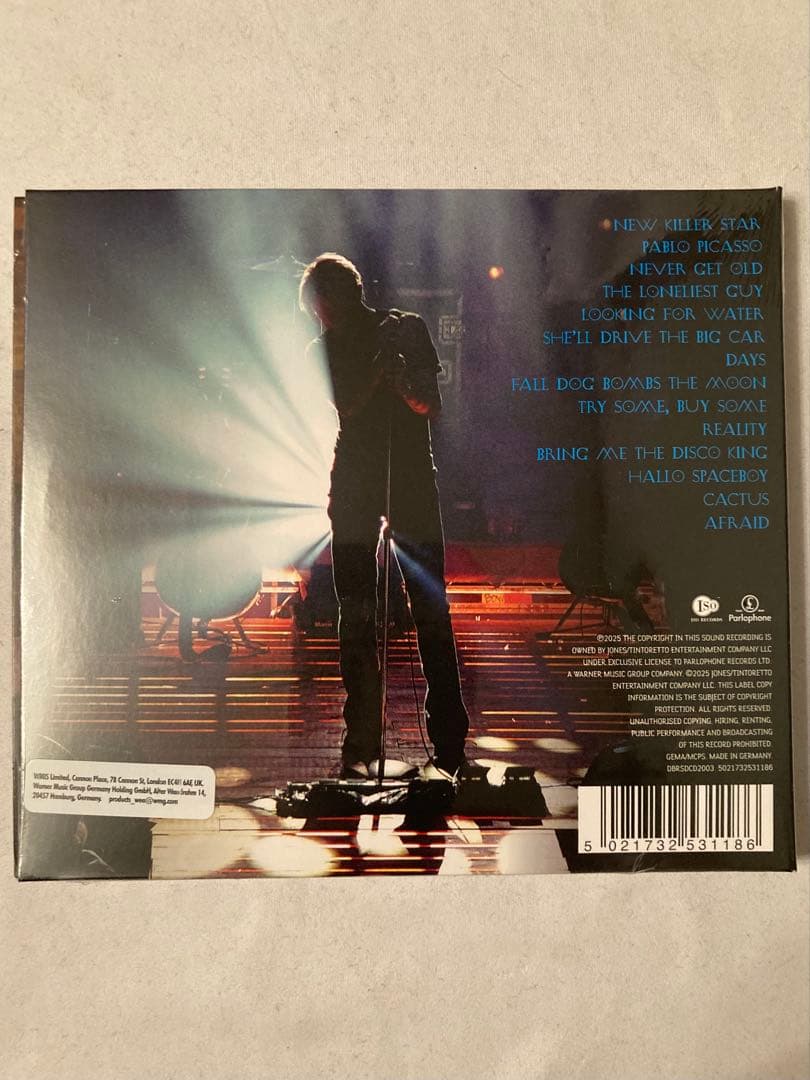 NEW KILLER STAR
PABLO PICASSO
NEVER GET OLD
THE LONELIEST GUY
LOOKING FOR WATER
SHE'LL DRIVE THE BIG CAR
DAYS
FALL DOG BOMBS THE MOON
TRY SOME, BUY SOME
REALITY
BRING ME THE DISCO KING
HALLO SPACEBOY
CACTUS
AFRAID
ISO
ISO RECORDS
Parlophone
℗2025 THE COPYRIGHT IN THIS SOUND RECORDING IS
OWNED BY JONES/TINTORETTO ENTERTAINMENT COMPANY LLC
UNDER EXCLUSIVE LICENSE TO PARLOPHONE RECORDS LTD.
A WARNER MUSIC GROUP COMPANY. ©2025 JONES/TINTORETTO
ENTERTAINMENT COMPANY LLC. THIS LABEL COPY
INFORMATION IS THE SUBJECT OF COPYRIGHT
PROTECTION. ALL RIGHTS RESERVED.
UNAUTHORISED COPYING, HIRING, RENTING,
PUBLIC PERFORMANCE AND BROADCASTING
OF THIS RECORD PROHIBITED.
GEMA/MCPS. MADE IN GERMANY.
DBRSDCD2003 5021732531186
WMIS Limited, Cannon Place, 78 Cannon St, London EC4N 6AE UK.
Warner Music Group Germany Holding GmbH, Alter Wandrahm 14,
20457 Hamburg, Germany. products_wea@wmg.com
5 021732 531186